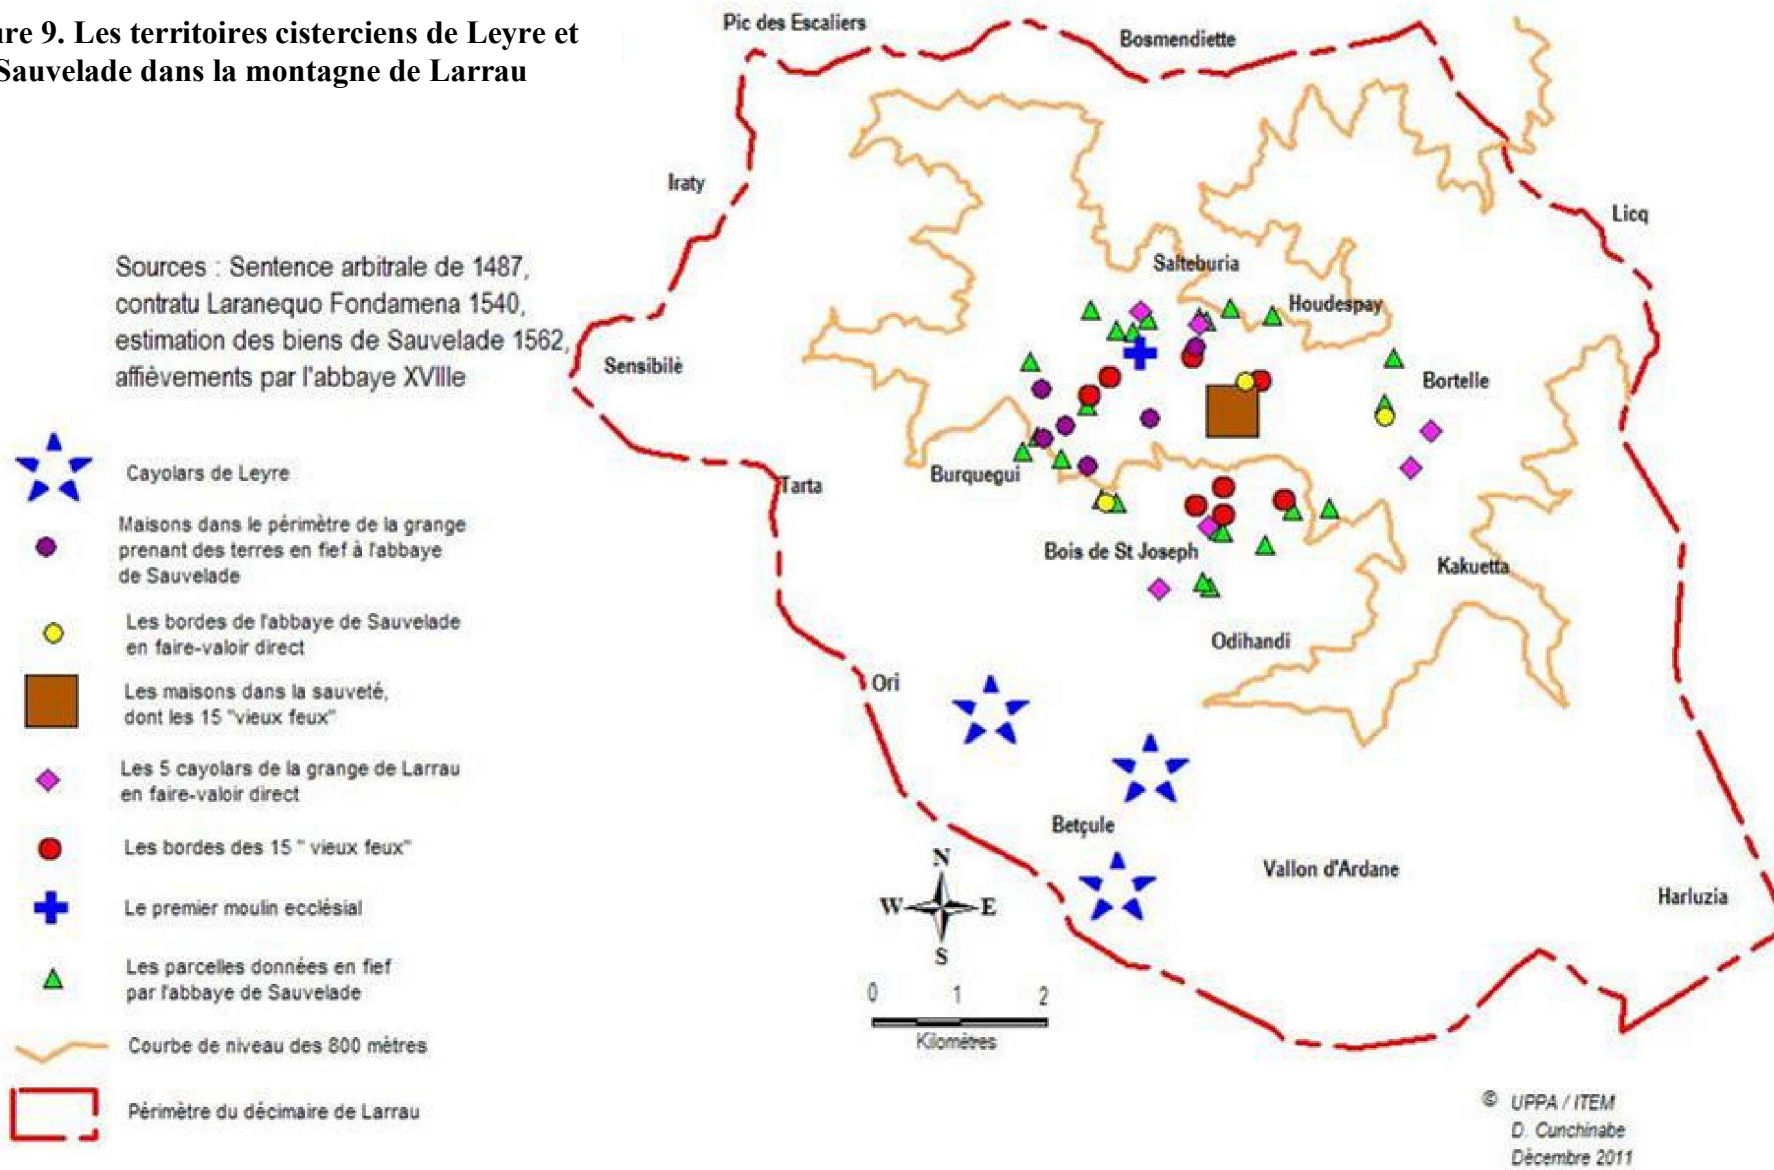 ure 9. Les territoires cisterciens de Leyre et
Sauvelade dans la montagne de Larrau
Pic des Escaliers
Bosmendiette
Iraty
Licq
Sources : Sentence arbitrale de 1487,
contratu Laranequo Fondamena 1540,
estimation des biens de Sauvelade 1562,
affièvements par l'abbaye XVIIIe
Salteburia
Houdespay
Sensibilè
Bortelle
Burquegui
Tarta
Bois de St Joseph
Kakuetta
Odihandi
Ori
Betçule
Vallon d'Ardane
Harluzia
Cayolars de Leyre
Maisons dans le périmètre de la grange
prenant des terres en fief à l'abbaye
de Sauvelade
Les bordes de l'abbaye de Sauvelade
en faire-valoir direct
Les maisons dans la sauveté,
dont les 15 "vieux feux"
Les 5 cayolars de la grange de Larrau
en faire-valoir direct
Les bordes des 15 " vieux feux"
Le premier moulin ecclésial
Les parcelles données en fief
par l'abbaye de Sauvelade
Courbe de niveau des 800 mètres
Périmètre du décimaire de Larrau
N
W E
S
0 1 2
Kilomètres
© UPPA / ITEM
D. Cunchinabe
Décembre 2011